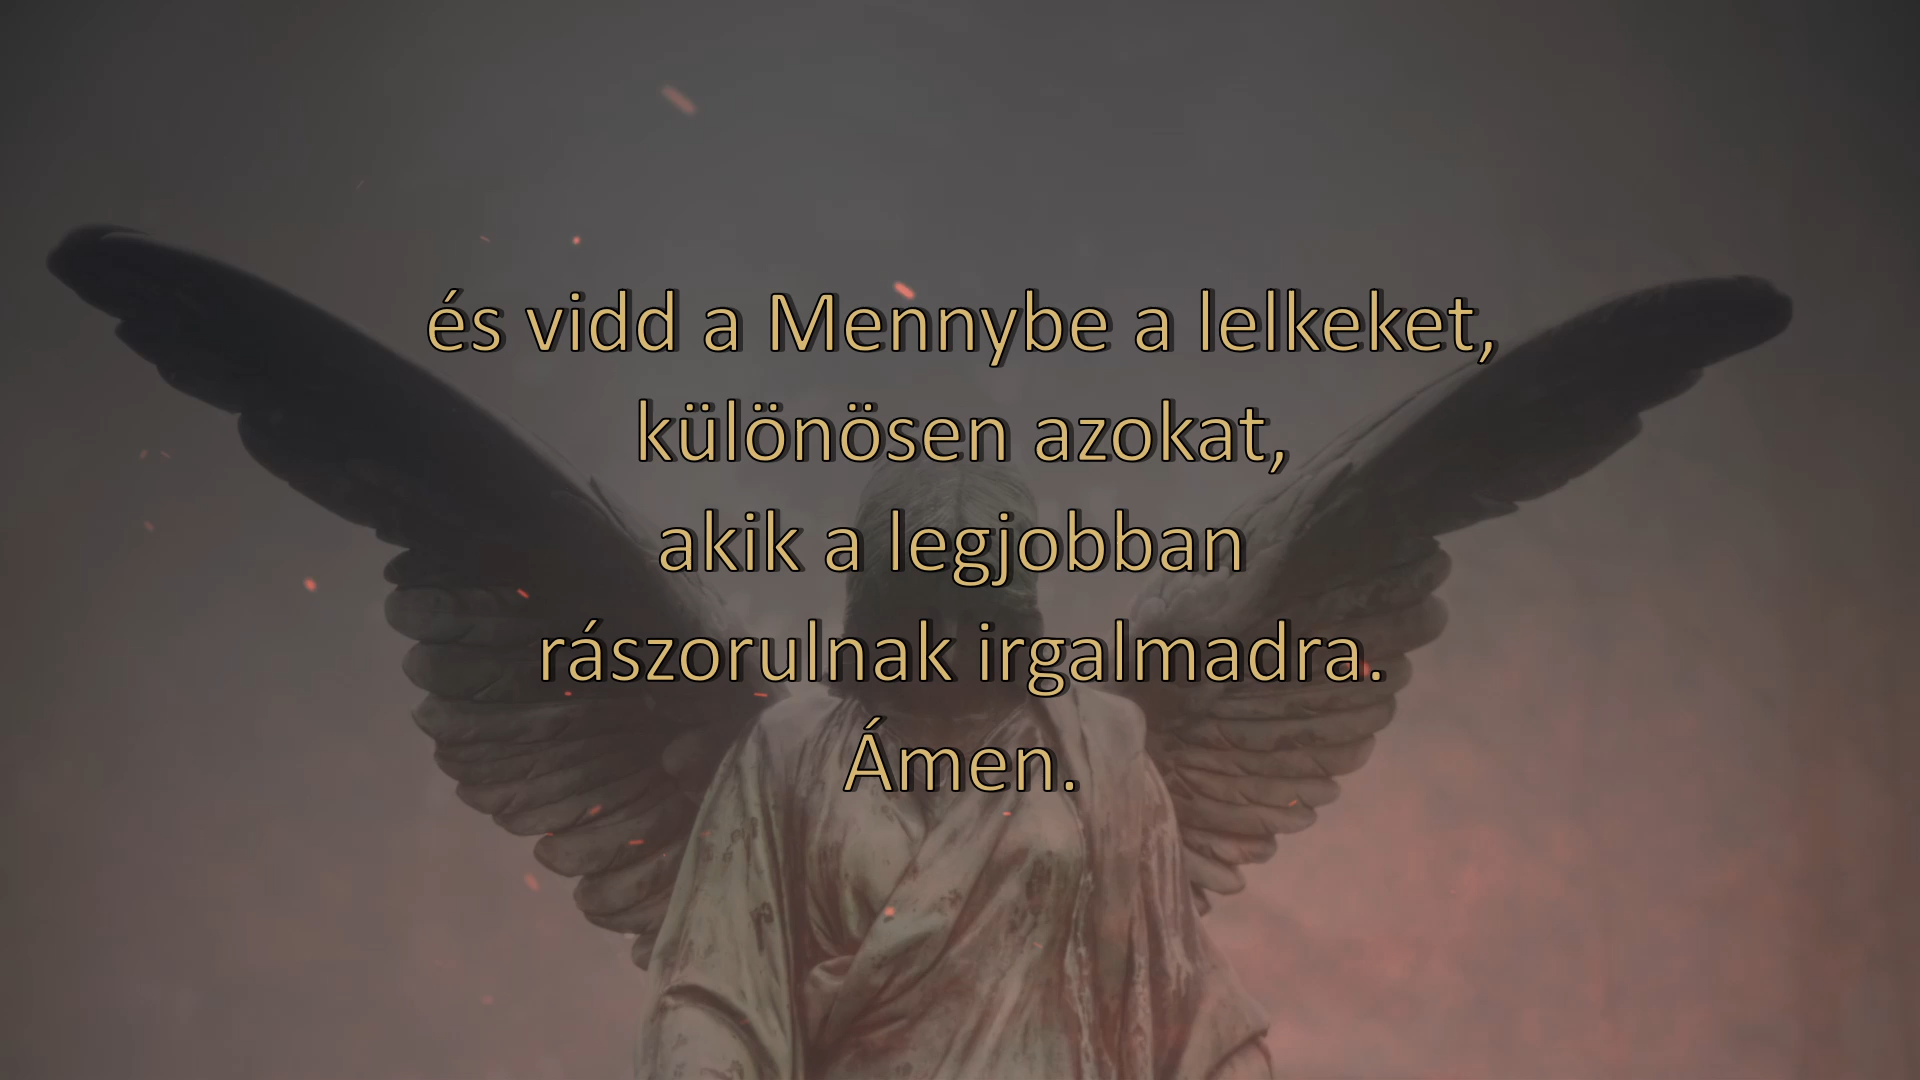 és vidd a Mennybe a lelkeket,
különösen azokat,
akik a legjobban
rászorulnak irgalmadra.
Ámen.